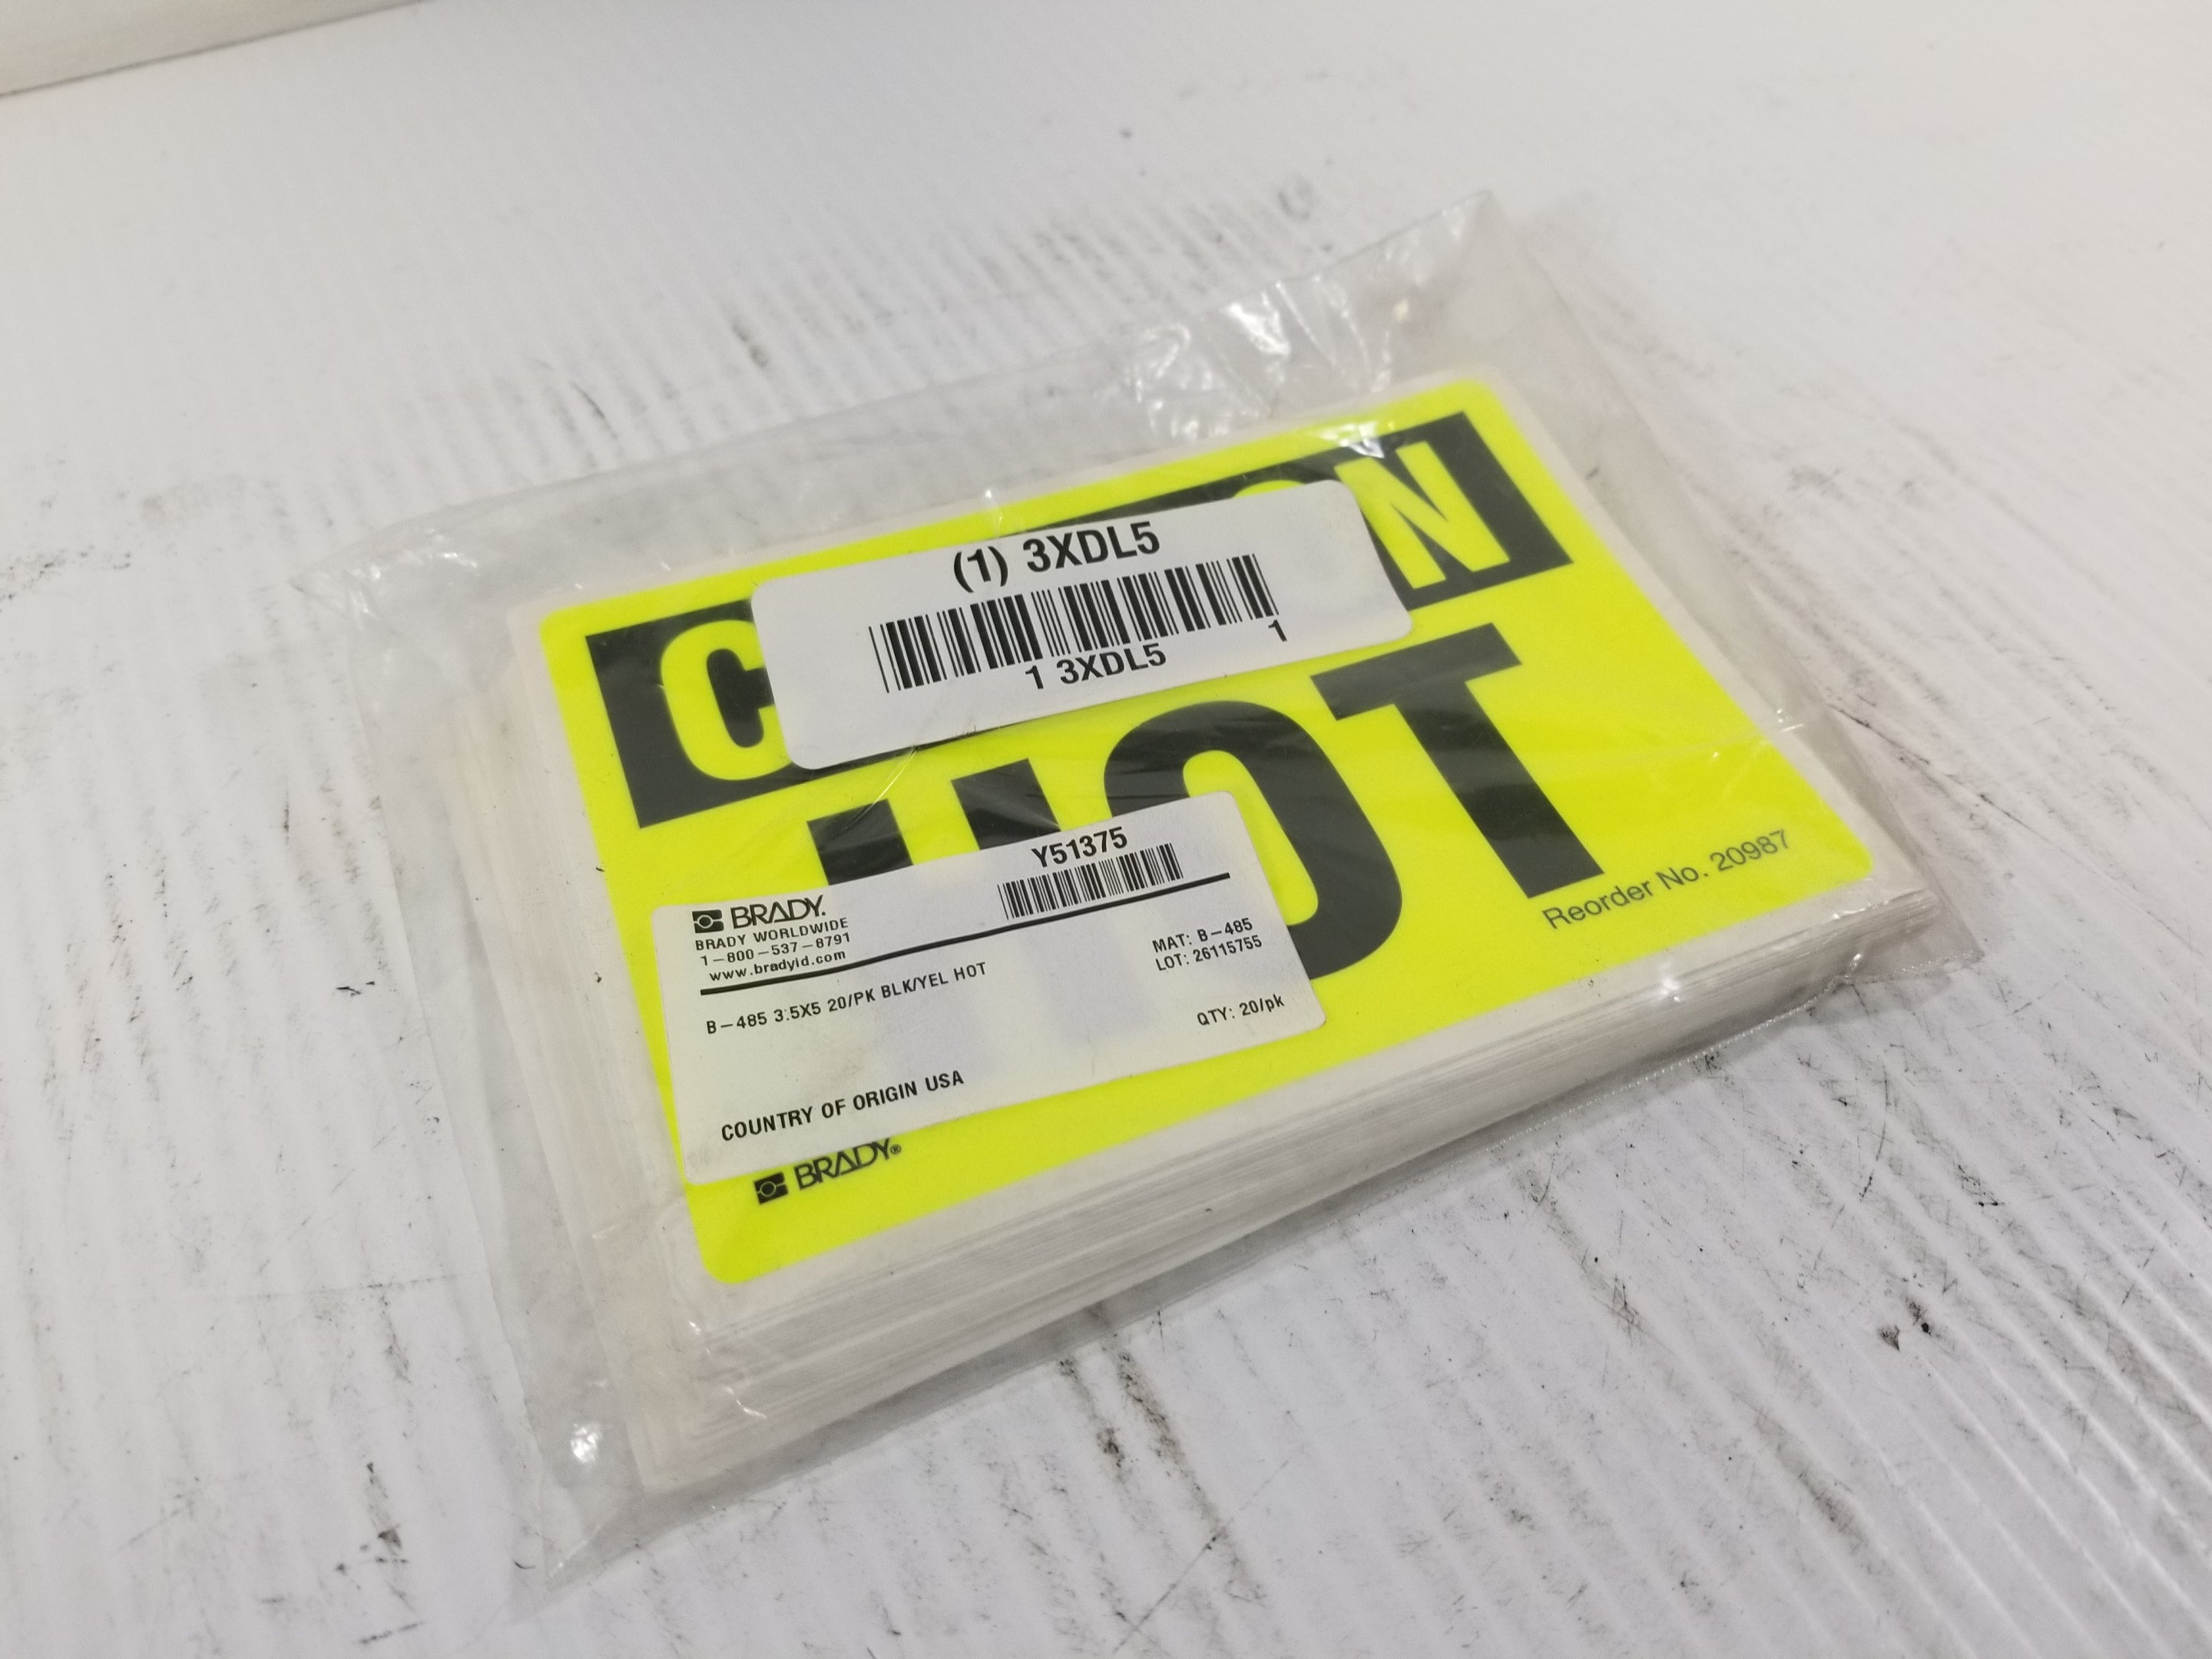 C N
(1) 3XDL5
1 3XDL5 1
HOT
Y51375
BRADY.
BRADY WORLDWIDE
1-800-537-8791
www.bradyid.com
MAT: B-485
LOT: 26115755
B-485 3.5X5 20/PK BLK/YEL HOT
QTY: 20/pk
COUNTRY OF ORIGIN USA
Reorder No. 20987
BRADY®